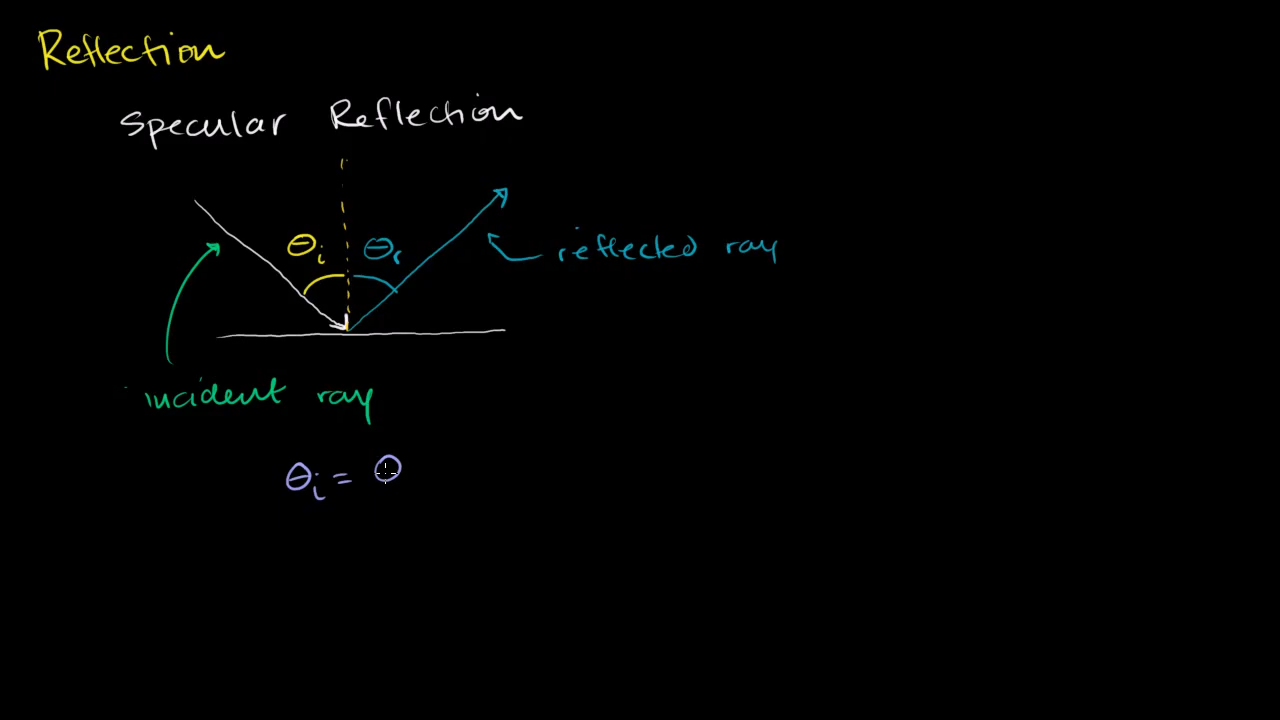 Reflection
Specular Reflection
θi θr
reflected ray
incident ray
θi = θ